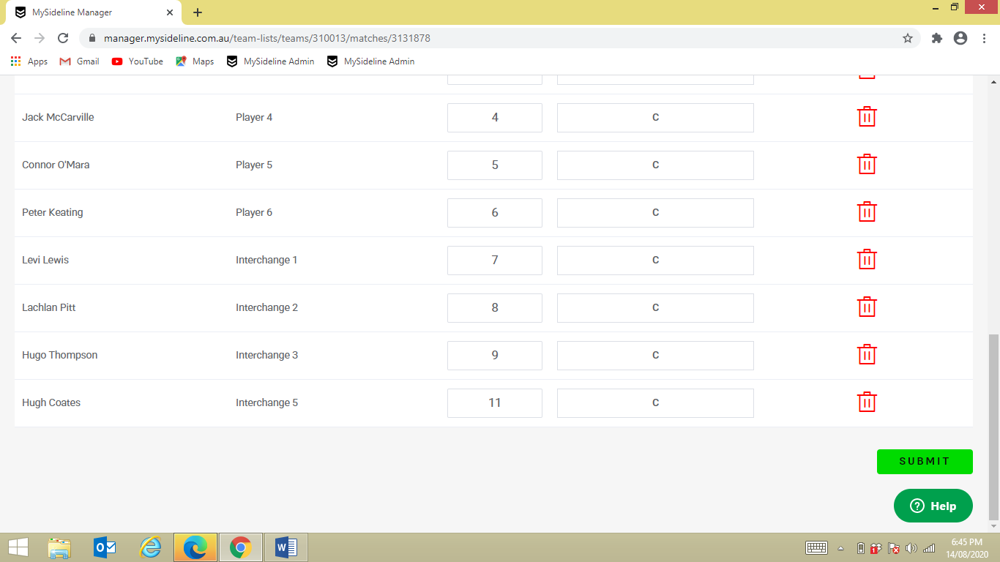 MySideline Manager
manager.mysideline.com.au/team-lists/teams/310013/matches/3131878
Apps Gmail YouTube Maps MySideline Admin MySideline Admin
Jack McCarville Player 4 4 C
Connor O'Mara Player 5 5 C
Peter Keating Player 6 6 C
Levi Lewis Interchange 1 7 C
Lachlan Pitt Interchange 2 8 C
Hugo Thompson Interchange 3 9 C
Hugh Coates Interchange 5 11 C
SUBMIT
? Help
6:45 PM
14/08/2020